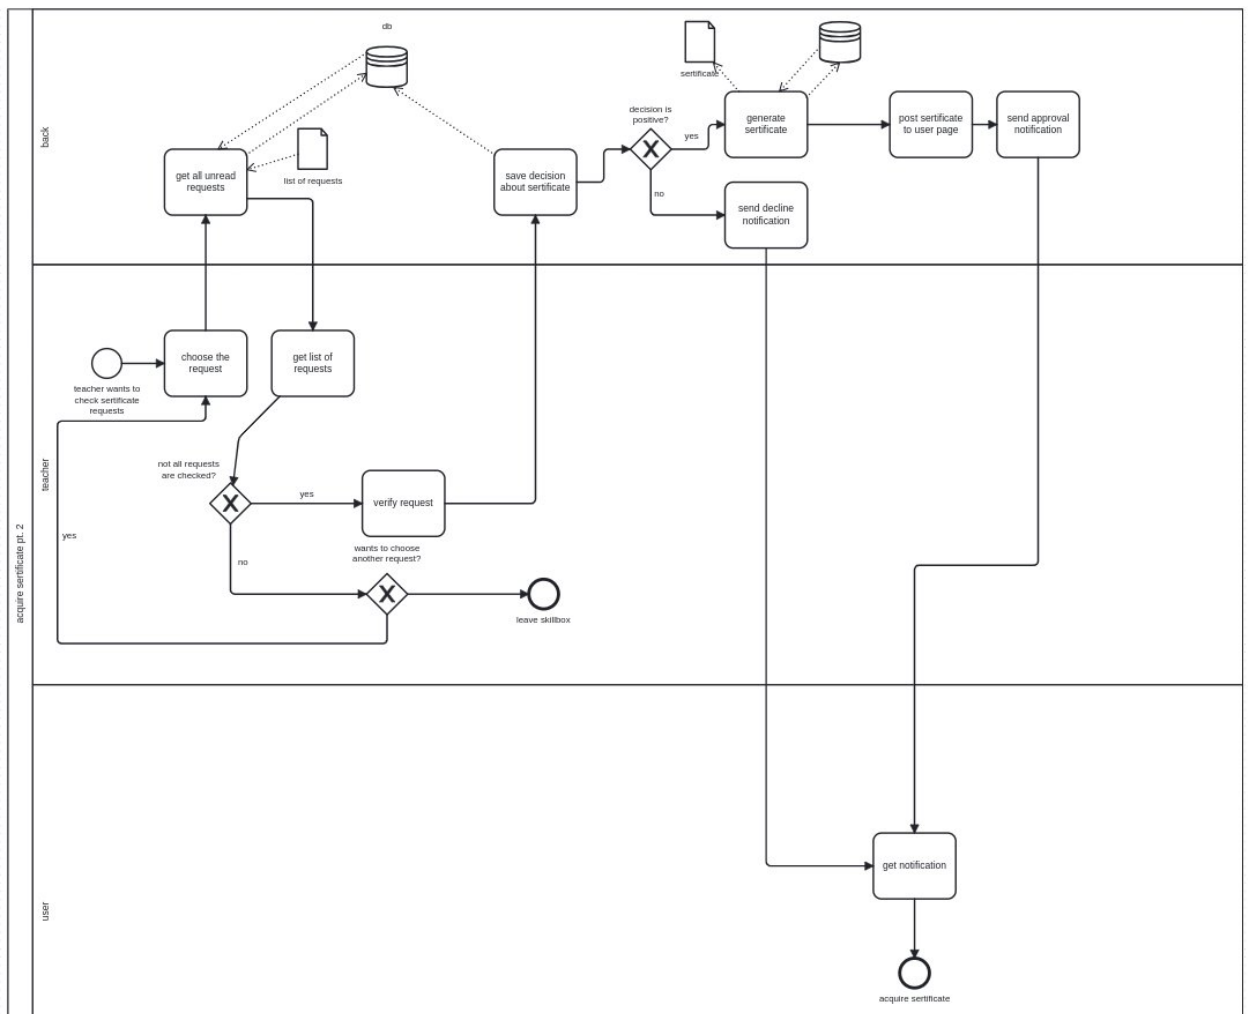 acquire sertificate pt. 2
back
db
list of requests
get all unread
requests
save decision
about sertificate
decision is
positive?
yes
no
sertificate
generate
sertificate
post sertificate
to user page
send approval
notification
send decline
notification
teacher
teacher wants to
check sertificate
requests
choose the
request
get list of
requests
not all requests
are checked?
yes
verify request
no
wants to choose
another request?
yes
leave skillbox
user
get notification
acquire sertificate